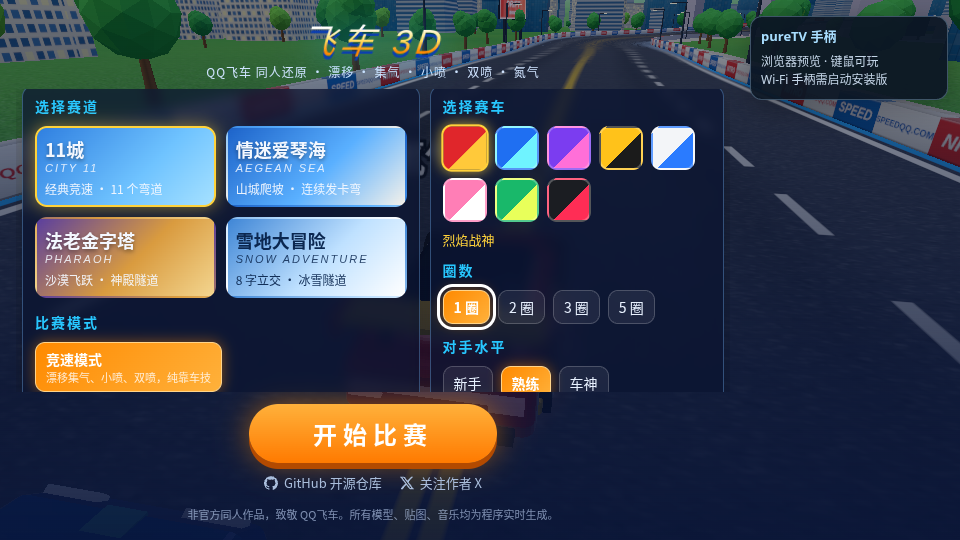 飞车 3D
QQ飞车 同人还原 · 漂移 · 集气 · 小喷 · 双喷 · 氮气
pureTV 手柄
浏览器预览 · 键鼠可玩
Wi-Fi 手柄需启动安装版
选择赛道
11城
CITY 11
经典竞速 · 11 个弯道
情迷爱琴海
AEGEAN SEA
山城爬坡 · 连续发卡弯
法老金字塔
PHARAOH
沙漠飞跃 · 神殿隧道
雪地大冒险
SNOW ADVENTURE
8 字立交 · 冰雪隧道
比赛模式
竞速模式
漂移集气、小喷、双喷，纯靠车技
选择赛车
烈焰战神
圈数
1 圈
2 圈
3 圈
5 圈
对手水平
新手
熟练
车神
SPEED
SPEEDQQ.COM
开始比赛
GitHub 开源仓库
关注作者 X
非官方同人作品，致敬 QQ飞车。所有模型、贴图、音乐均为程序实时生成。